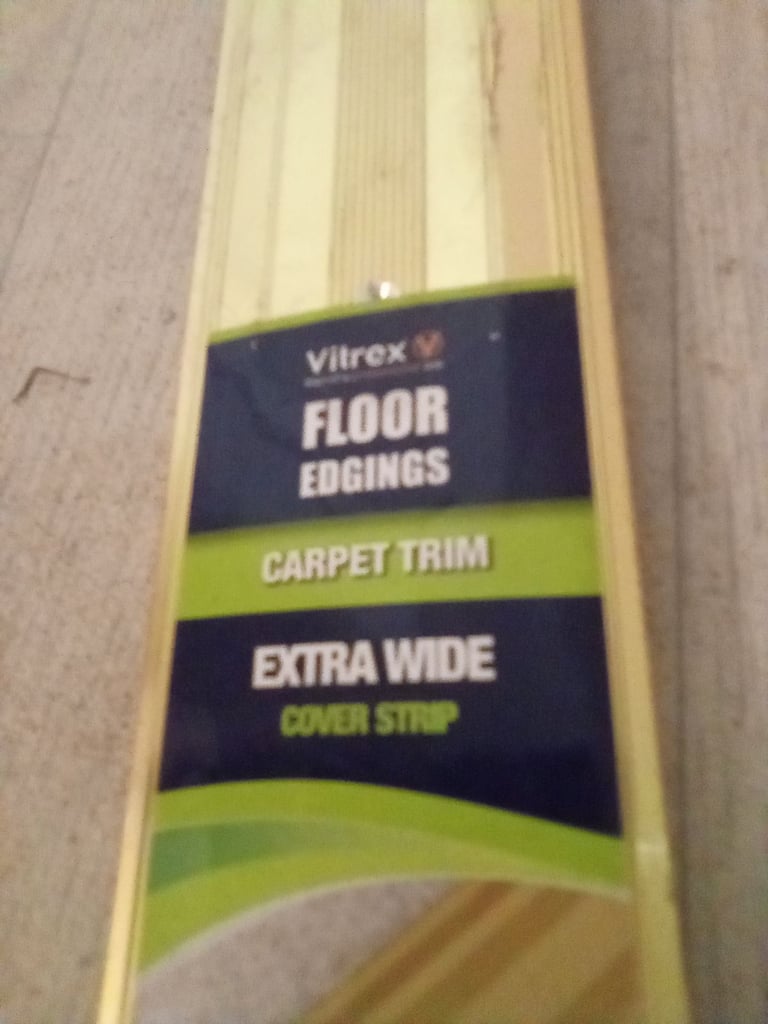 Vitrex
FLOOR
EDGINGS
CARPET TRIM
EXTRA WIDE
COVER STRIP